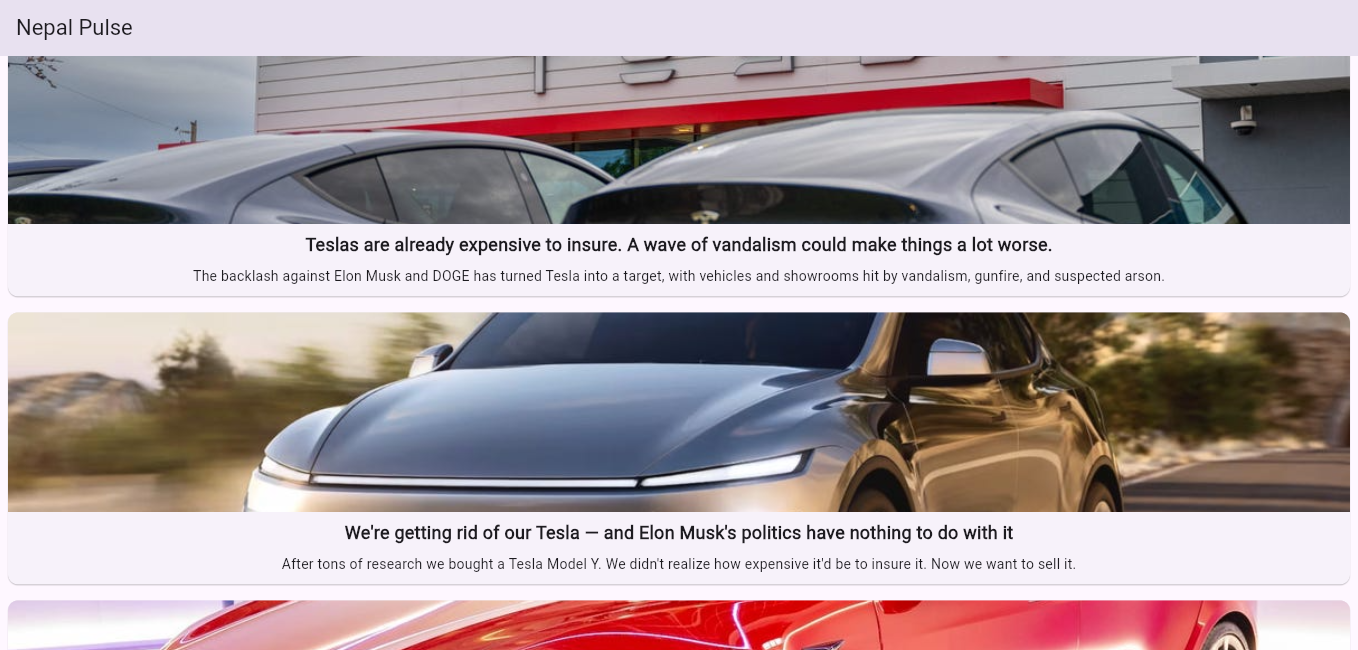 Nepal Pulse
Teslas are already expensive to insure. A wave of vandalism could make things a lot worse.
The backlash against Elon Musk and DOGE has turned Tesla into a target, with vehicles and showrooms hit by vandalism, gunfire, and suspected arson.
We're getting rid of our Tesla — and Elon Musk's politics have nothing to do with it
After tons of research we bought a Tesla Model Y. We didn't realize how expensive it'd be to insure it. Now we want to sell it.